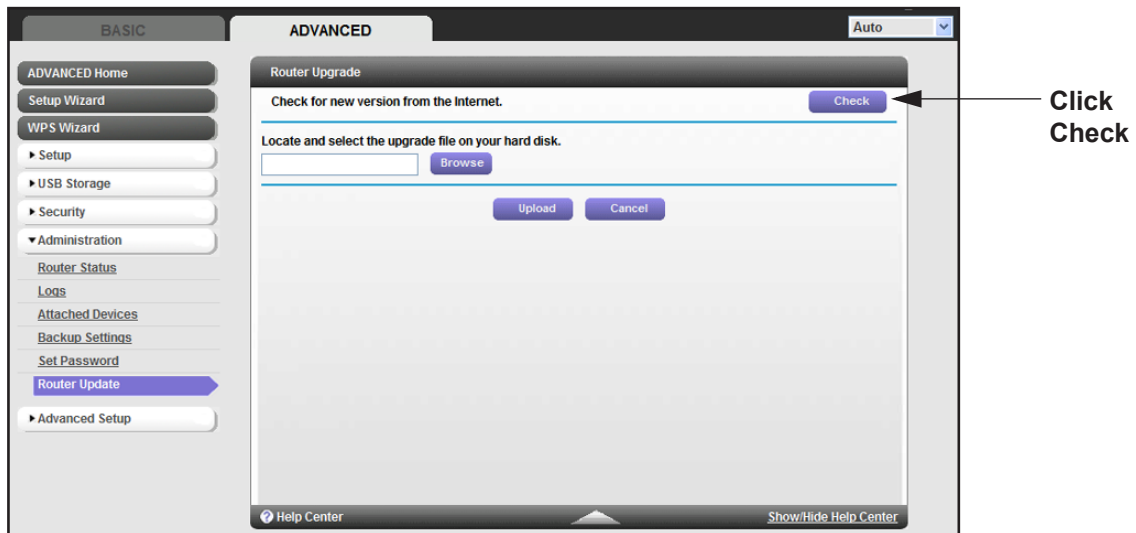 BASIC
ADVANCED
Auto
ADVANCED Home
Setup Wizard
WPS Wizard
Setup
USB Storage
Security
Administration
Router Status
Logs
Attached Devices
Backup Settings
Set Password
Router Update
Advanced Setup
Router Upgrade
Check for new version from the Internet.
Check
Locate and select the upgrade file on your hard disk.
Browse
Upload
Cancel
Help Center
Show/Hide Help Center
Click
Check